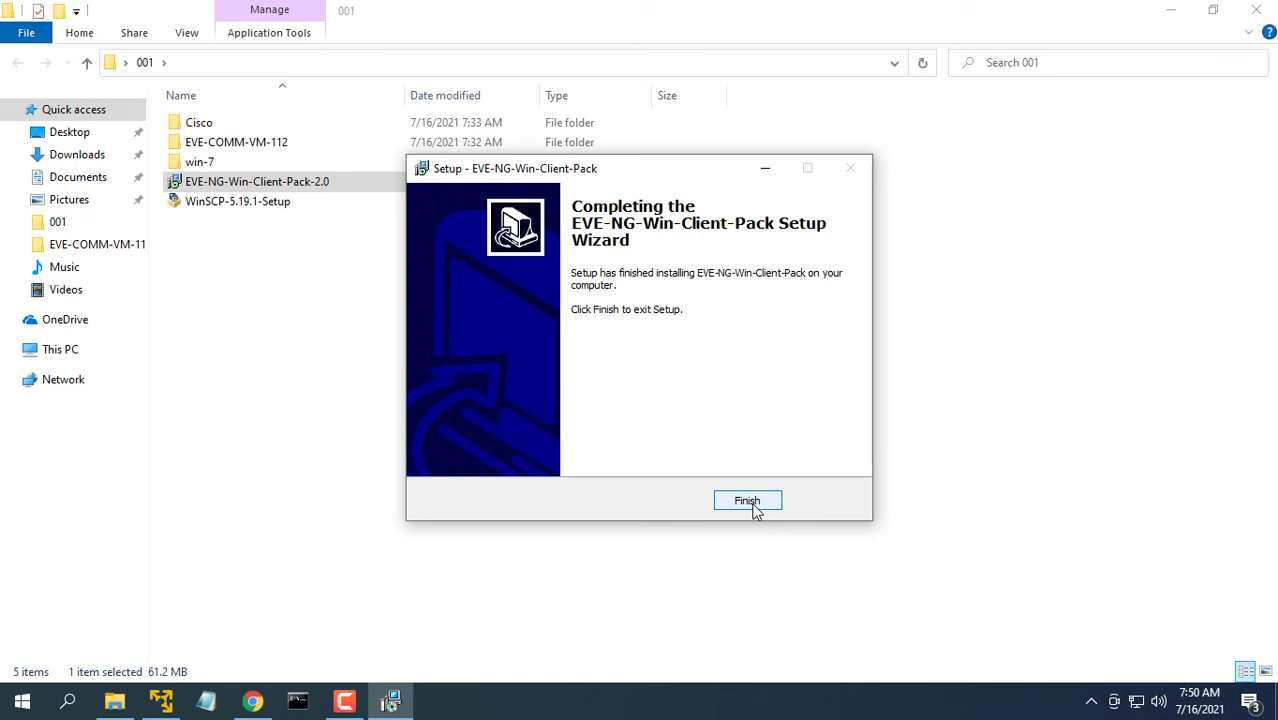 Manage
001
File
Home
Share
View
Application Tools
001
Search 001
Quick access
Desktop
Downloads
Documents
Pictures
001
EVE-COMM-VM-11
Music
Videos
OneDrive
This PC
Network
Name
Date modified
Type
Size
Cisco
7/16/2021 7:33 AM
File folder
EVE-COMM-VM-112
7/16/2021 7:32 AM
File folder
win-7
EVE-NG-Win-Client-Pack-2.0
WinSCP-5.19.1-Setup
Setup - EVE-NG-Win-Client-Pack
Completing the
EVE-NG-Win-Client-Pack Setup
Wizard
Setup has finished installing EVE-NG-Win-Client-Pack on your
computer.
Click Finish to exit Setup.
Finish
5 items
1 item selected 61.2 MB
7:50 AM
7/16/2021
3